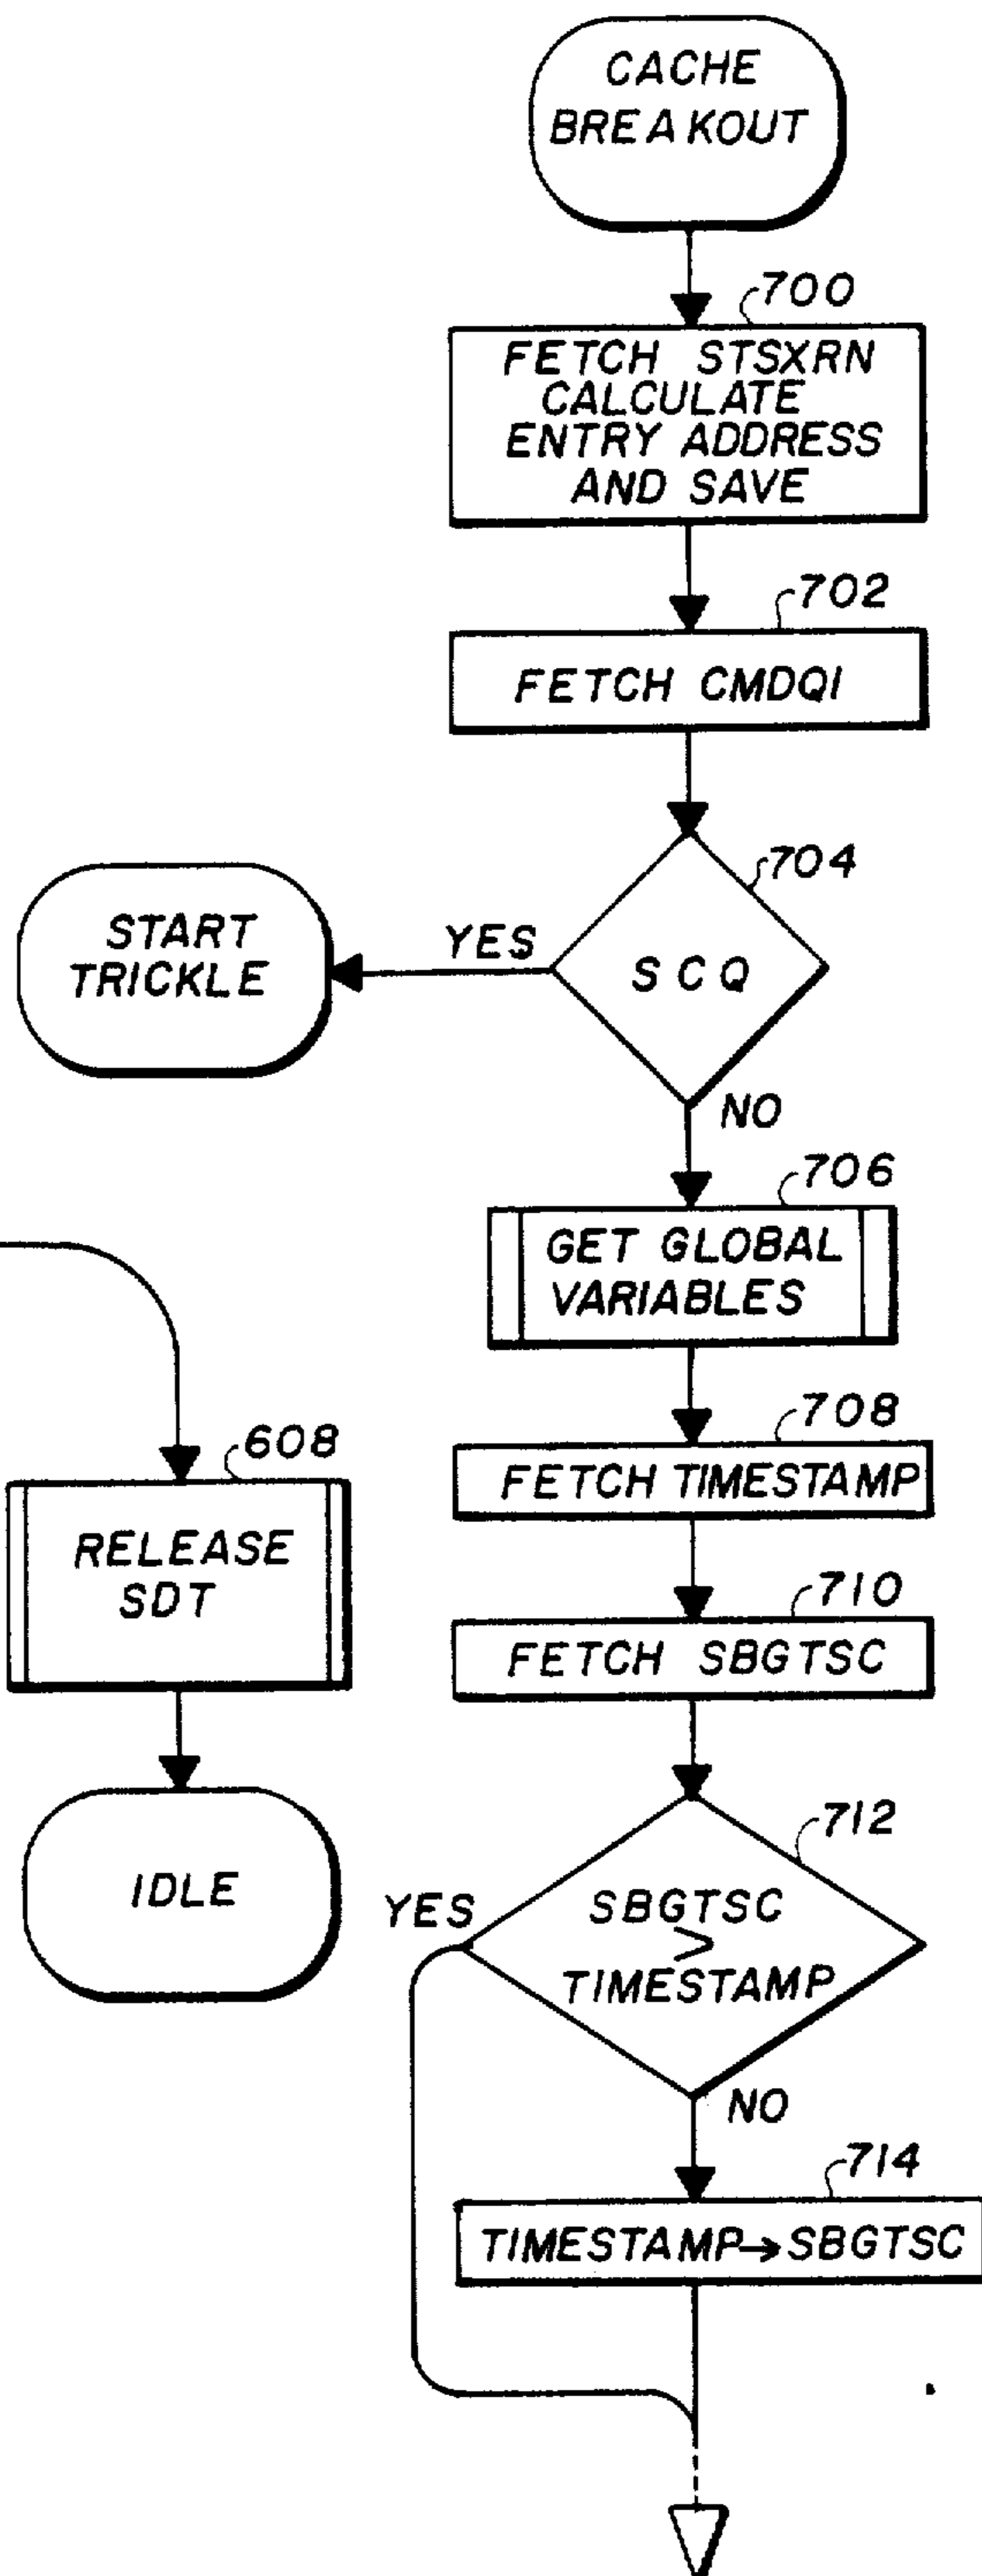 CACHE
BREAKOUT
700
FETCH STSXRN
CALCULATE
ENTRY ADDRESS
AND SAVE
702
FETCH CMDQI
704
START
TRICKLE
YES
SCQ
NO
706
GET GLOBAL
VARIABLES
608
RELEASE
SDT
708
FETCH TIMESTAMP
710
FETCH SBGTSC
IDLE
712
YES
SBGTSC
>
TIMESTAMP
NO
714
TIMESTAMP→SBGTSC